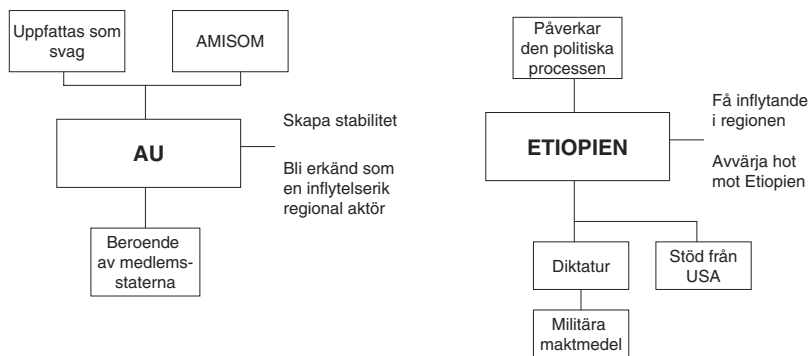 Uppfattas som
svag
AMISOM
AU
Skapa stabilitet
Bli erkänd som
en inflytelserik
regional aktör
Beroende
av medlems-
staterna
Påverkar
den politiska
processen
ETIOPIEN
Få inflytande
i regionen
Avvärja hot
mot Etiopien
Diktatur
Stöd från
USA
Militära
maktmedel